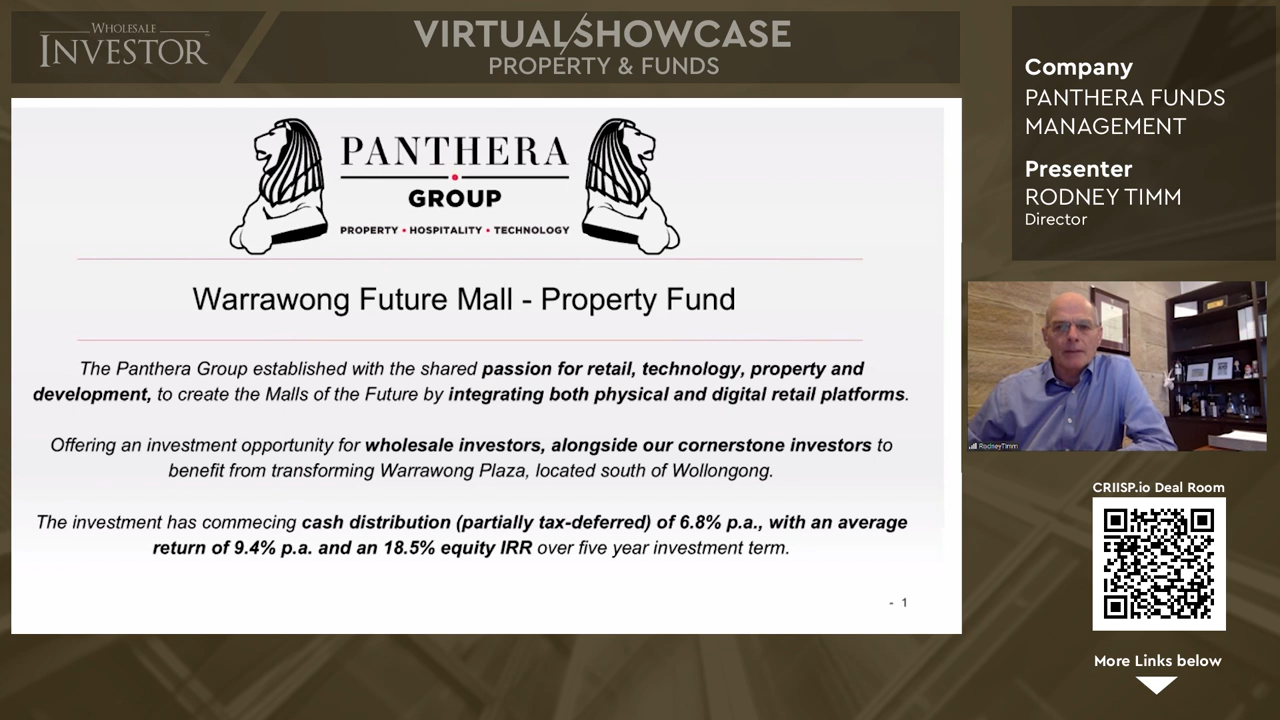 WHOLESALE
INVESTOR
VIRTUAL/SHOWCASE
PROPERTY & FUNDS
Company
PANTHERA FUNDS
MANAGEMENT
Presenter
RODNEY TIMM
Director
PANTHERA
GROUP
PROPERTY • HOSPITALITY • TECHNOLOGY
Warrawong Future Mall - Property Fund
The Panthera Group established with the shared passion for retail, technology, property and
development, to create the Malls of the Future by integrating both physical and digital retail platforms.
Offering an investment opportunity for wholesale investors, alongside our cornerstone investors to
benefit from transforming Warrawong Plaza, located south of Wollongong.
The investment has commecing cash distribution (partially tax-deferred) of 6.8% p.a., with an average
return of 9.4% p.a. and an 18.5% equity IRR over five year investment term.
- 1
RodneyTimm
CRIISP.io Deal Room
More Links below